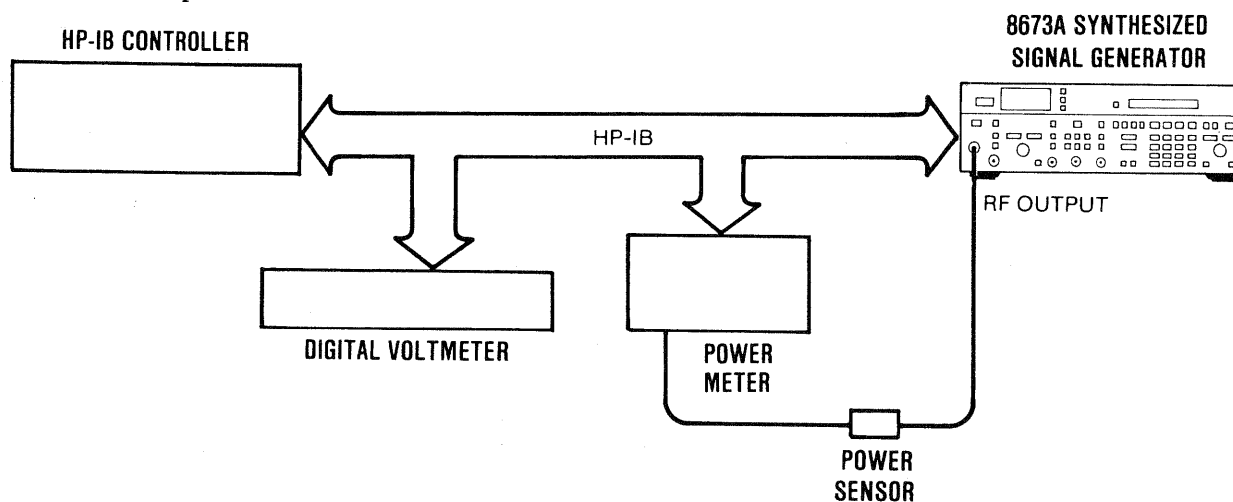 HP-IB CONTROLLER
8673A SYNTHESIZED
SIGNAL GENERATOR
HP-IB
RF OUTPUT
DIGITAL VOLTMETER
POWER
METER
POWER
SENSOR